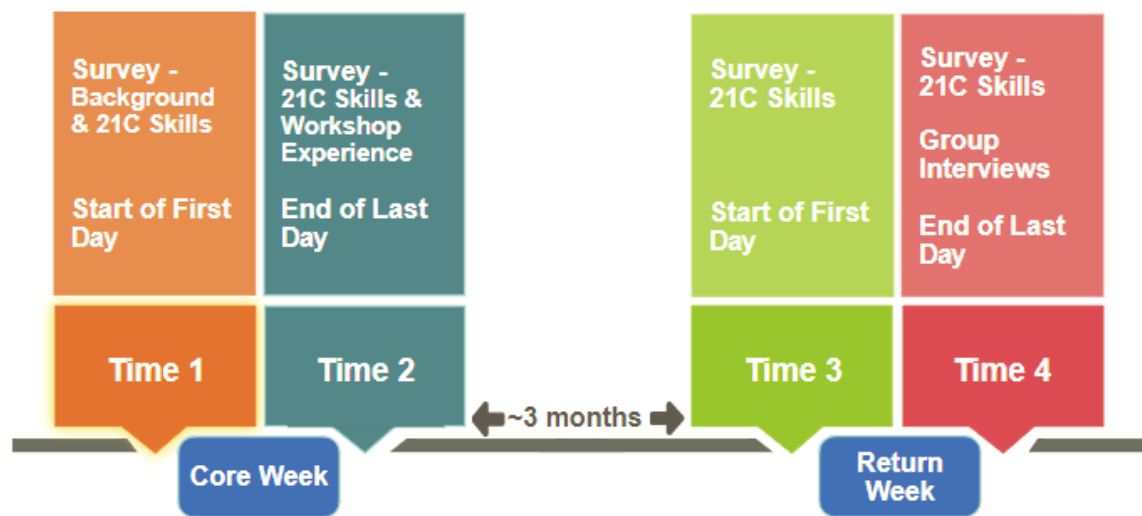 Survey -
Background
& 21C Skills
Start of First
Day
Survey -
21C Skills &
Workshop
Experience
End of Last
Day
Survey -
21C Skills
Start of First
Day
Survey -
21C Skills
Group
Interviews
End of Last
Day
Time 1
Time 2
Time 3
Time 4
~3 months
Core Week
Return
Week